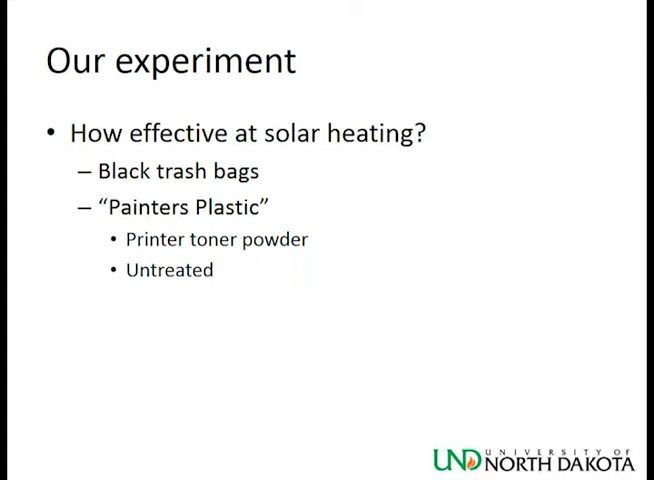 Our experiment
• How effective at solar heating?
– Black trash bags
– “Painters Plastic”
• Printer toner powder
• Untreated
UND UNIVERSITY OF
NORTH DAKOTA